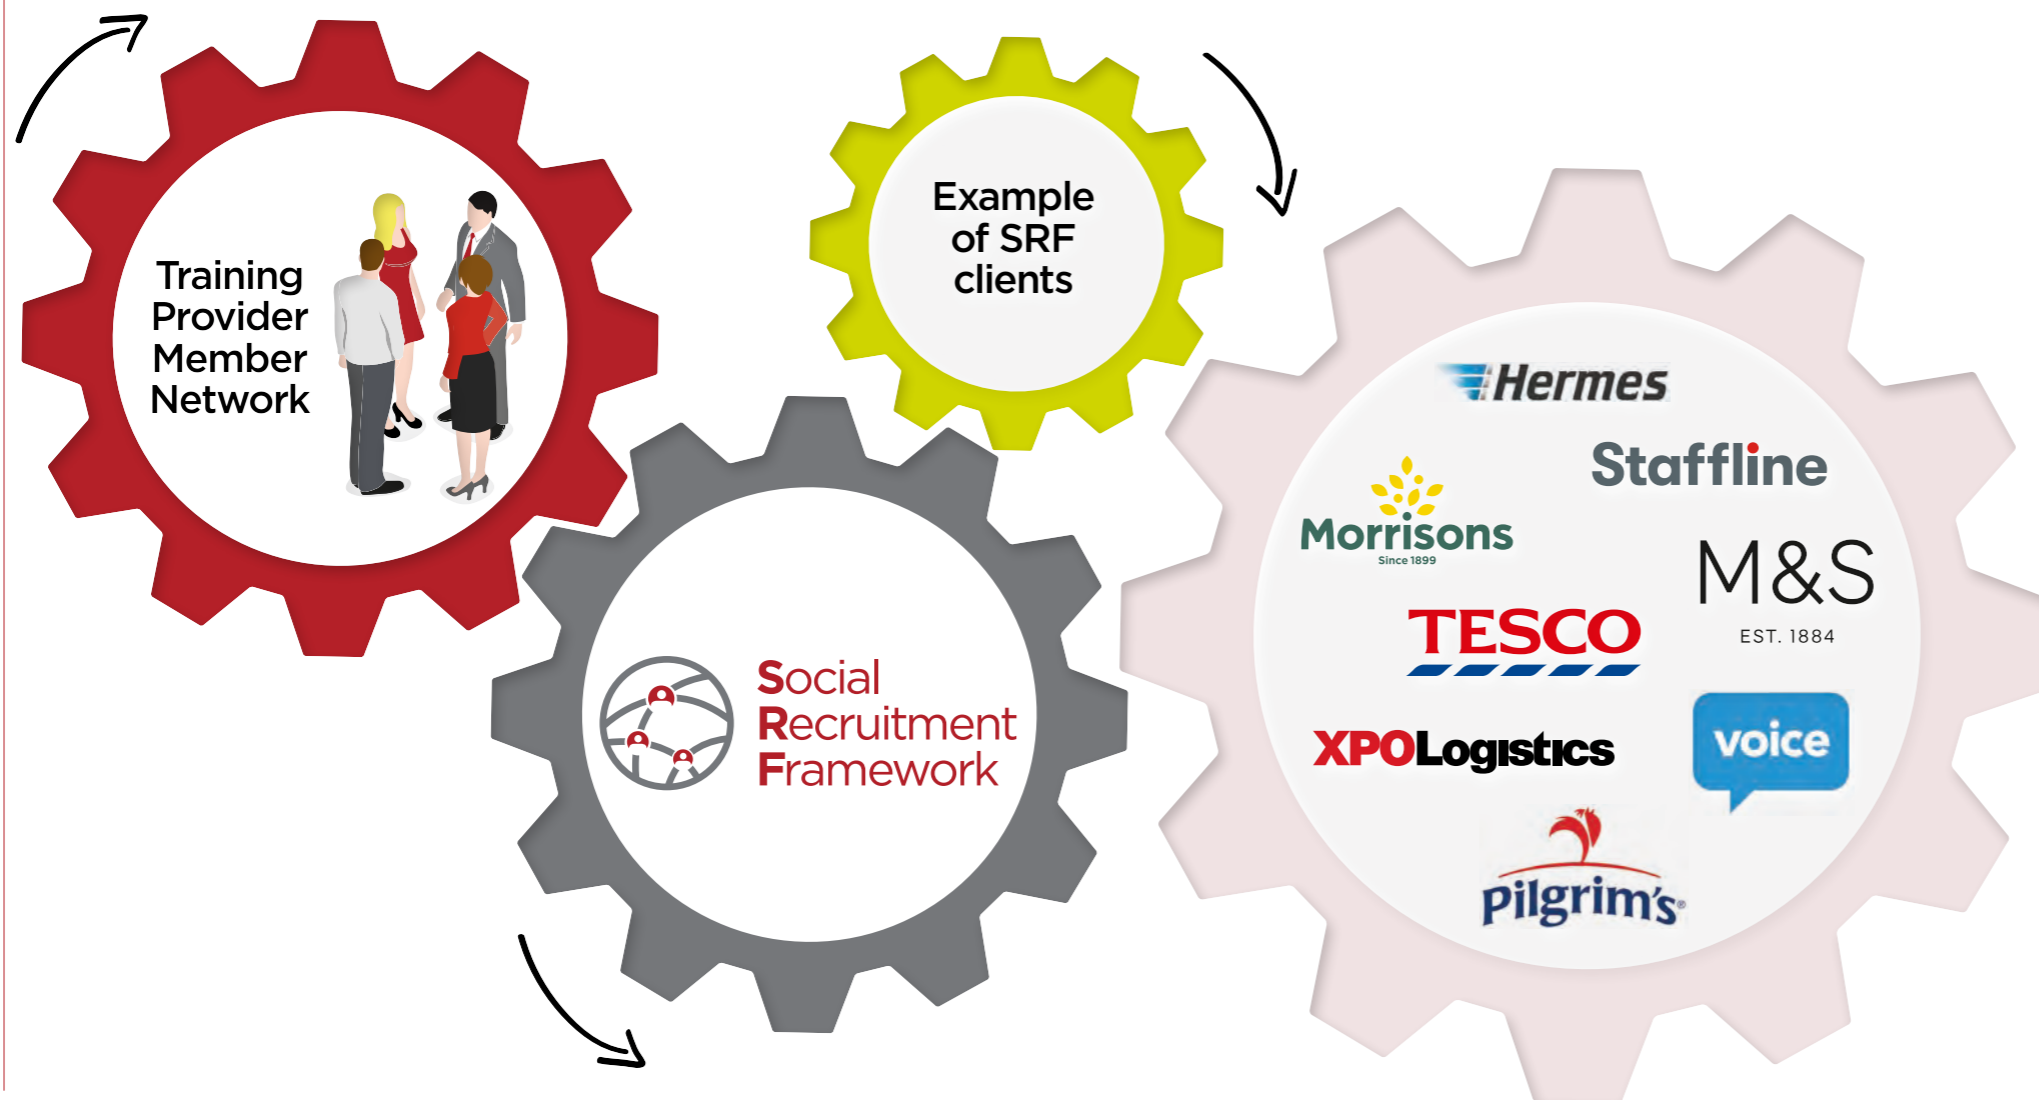 Training
Provider
Member
Network
Example
of SRF
clients
Social
Recruitment
Framework
Hermes
Staffline
Morrisons
Since 1899
M&S
EST. 1884
TESCO
XPOLogistics
voice
Pilgrim's®